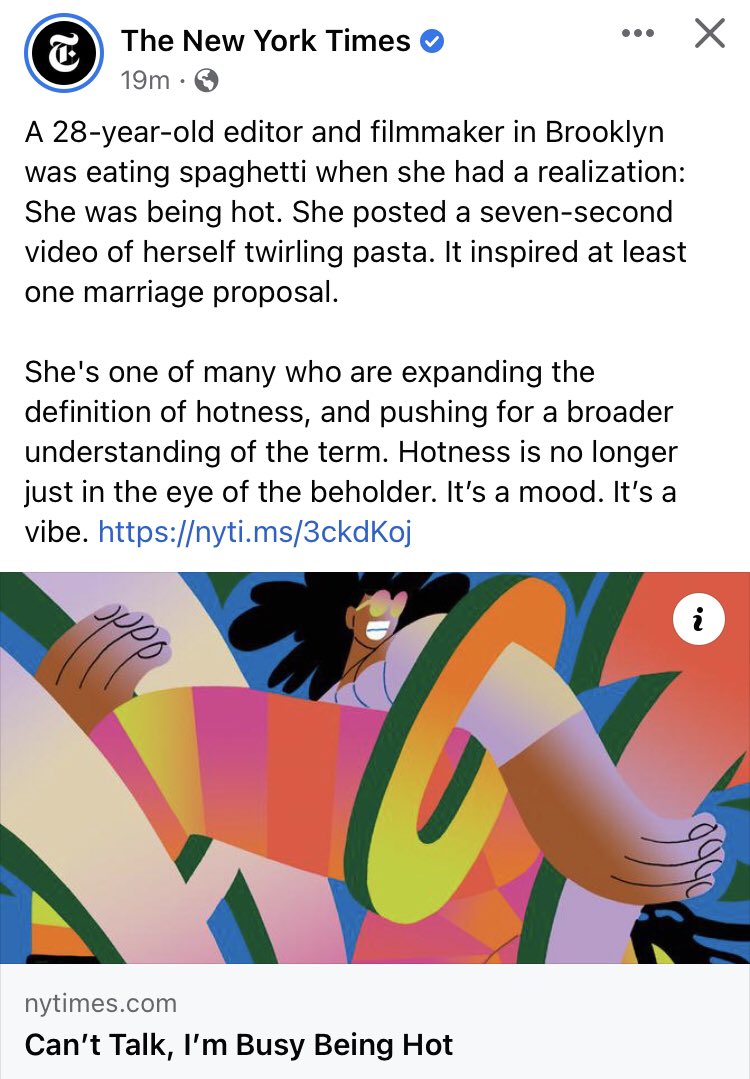 The New York Times
19m ·
A 28-year-old editor and filmmaker in Brooklyn
was eating spaghetti when she had a realization:
She was being hot. She posted a seven-second
video of herself twirling pasta. It inspired at least
one marriage proposal.
She's one of many who are expanding the
definition of hotness, and pushing for a broader
understanding of the term. Hotness is no longer
just in the eye of the beholder. It’s a mood. It’s a
vibe. https://nyti.ms/3ckdKoj
HOT
nytimes.com
Can’t Talk, I’m Busy Being Hot